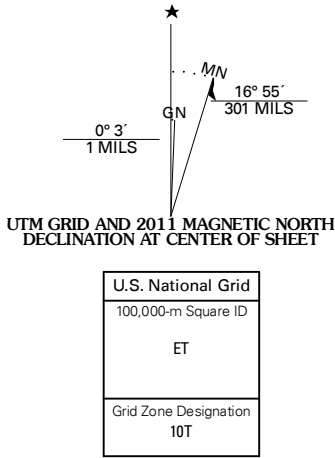 ★
MN
GN
16° 55´
301 MILS
0° 3´
1 MILS
UTM GRID AND 2011 MAGNETIC NORTH
DECLINATION AT CENTER OF SHEET
U.S. National Grid
100,000-m Square ID
ET
Grid Zone Designation
10T